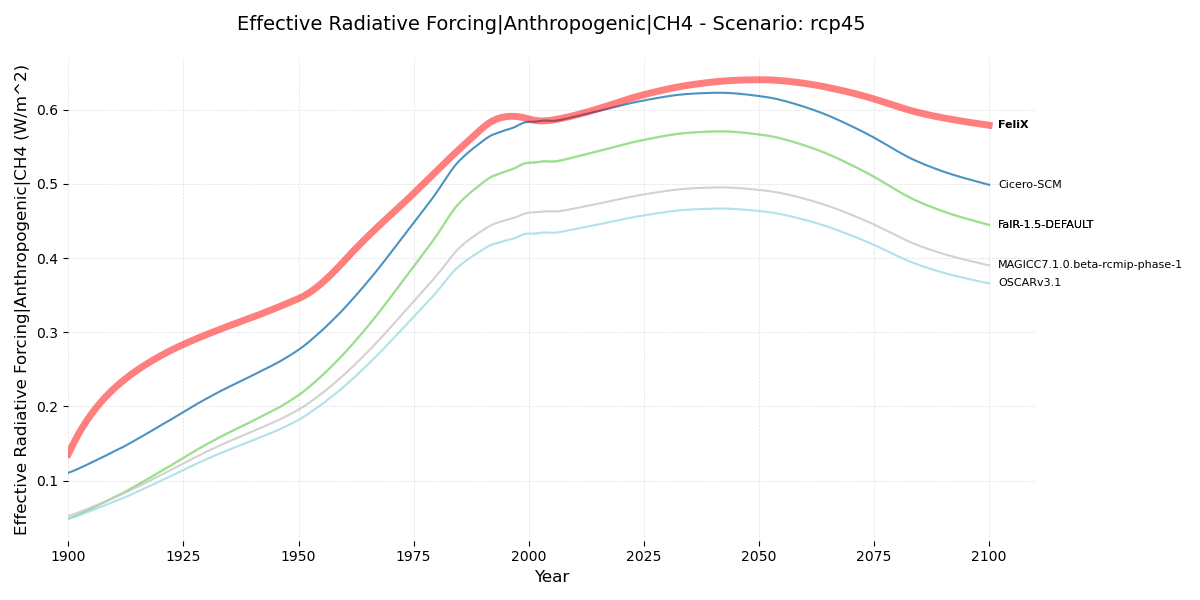 Effective Radiative Forcing|Anthropogenic|CH4 - Scenario: rcp45
Effective Radiative Forcing|Anthropogenic|CH4 (W/m^2)
0.6
0.5
0.4
0.3
0.2
0.1
FeliX
Cicero-SCM
FaIR-1.5-DEFAULT
MAGICC7.1.0.beta-rcmip-phase-1
OSCARv3.1
1900 1925 1950 1975 2000 2025 2050 2075 2100
Year